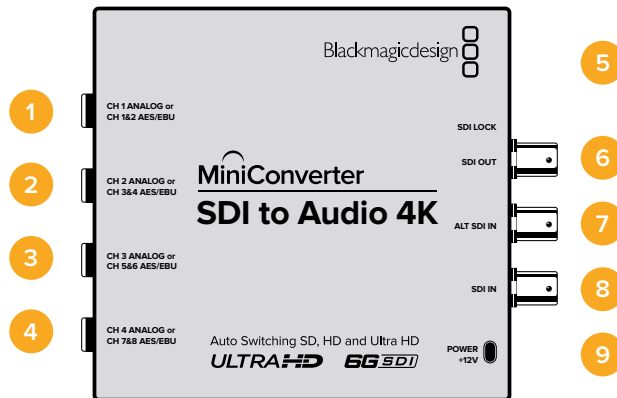 Blackmagicdesign
1
CH 1 ANALOG or
CH 1&2 AES/EBU
2
CH 2 ANALOG or
CH 3&4 AES/EBU
3
CH 3 ANALOG or
CH 5&6 AES/EBU
4
CH 4 ANALOG or
CH 7&8 AES/EBU
MiniConverter
SDI to Audio 4K
Auto Switching SD, HD and Ultra HD
ULTRA HD 6G SDI
5
SDI LOCK
SDI OUT
6
ALT SDI IN
7
SDI IN
8
POWER
+12V
9